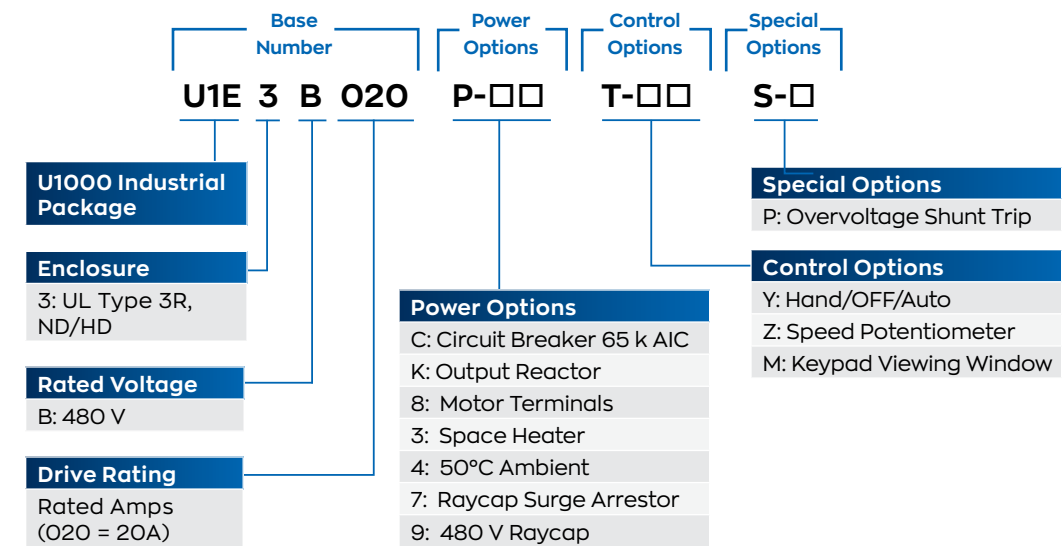 Base Number
Power Options
Control Options
Special Options
U1E 3 B 020 P-□□ T-□□ S-□
U1000 Industrial
Package
Enclosure
3: UL Type 3R,
ND/HD
Rated Voltage
B: 480 V
Drive Rating
Rated Amps
(020 = 20A)
Power Options
C: Circuit Breaker 65 k AIC
K: Output Reactor
8: Motor Terminals
3: Space Heater
4: 50°C Ambient
7: Raycap Surge Arrestor
9: 480 V Raycap
Special Options
P: Overvoltage Shunt Trip
Control Options
Y: Hand/OFF/Auto
Z: Speed Potentiometer
M: Keypad Viewing Window